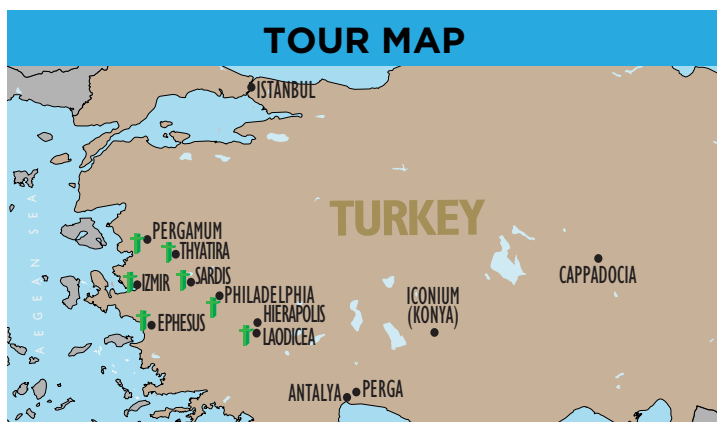 TOUR MAP
ISTANBUL
AEGEAN SEA
TURKEY
PERGAMUM
THYATIRA
CAPPADOCIA
IZMIR
SARDIS
PHILADELPHIA
ICONIUM
(KONYA)
HIERAPOLIS
EPHESUS
LAODICEA
ANTALYA
PERGA